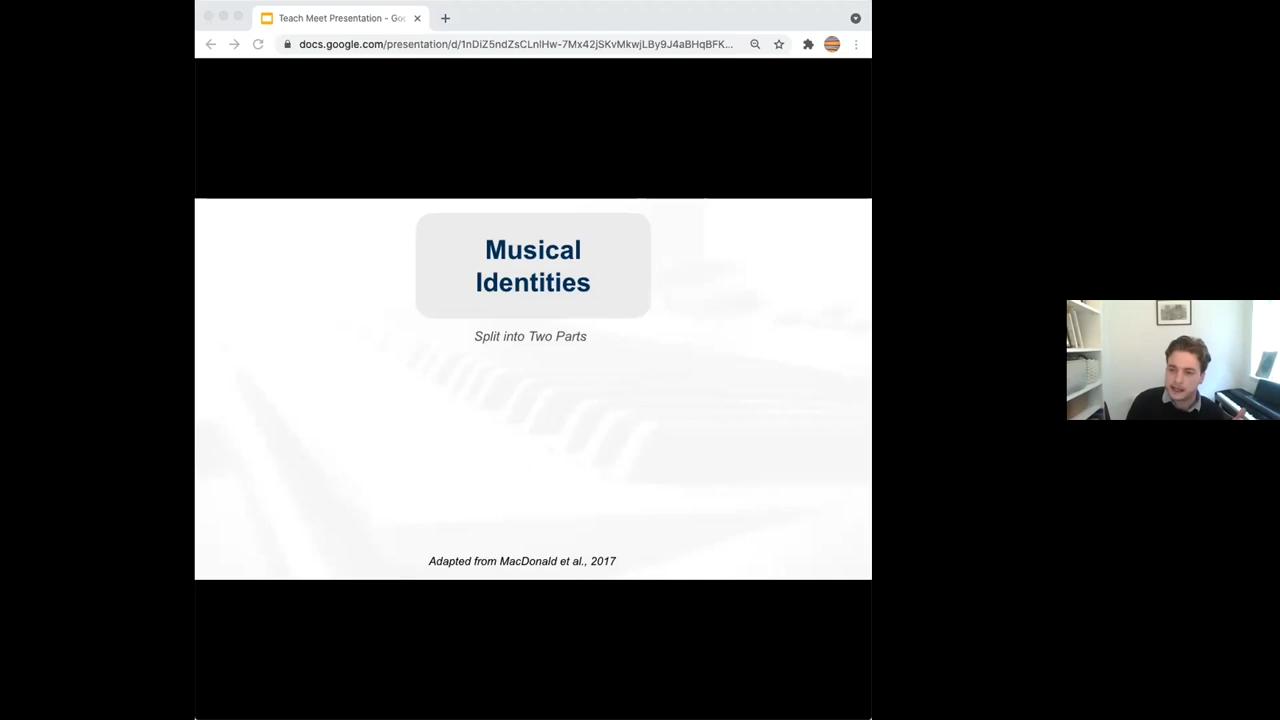 Teach Meet Presentation - Goo
docs.google.com/presentation/d/1nDiZ5ndZsCLnlHw-7Mx42jSKvMkwjLBy9J4aBHqBFK...
Musical
Identities
Split into Two Parts
Adapted from MacDonald et al., 2017